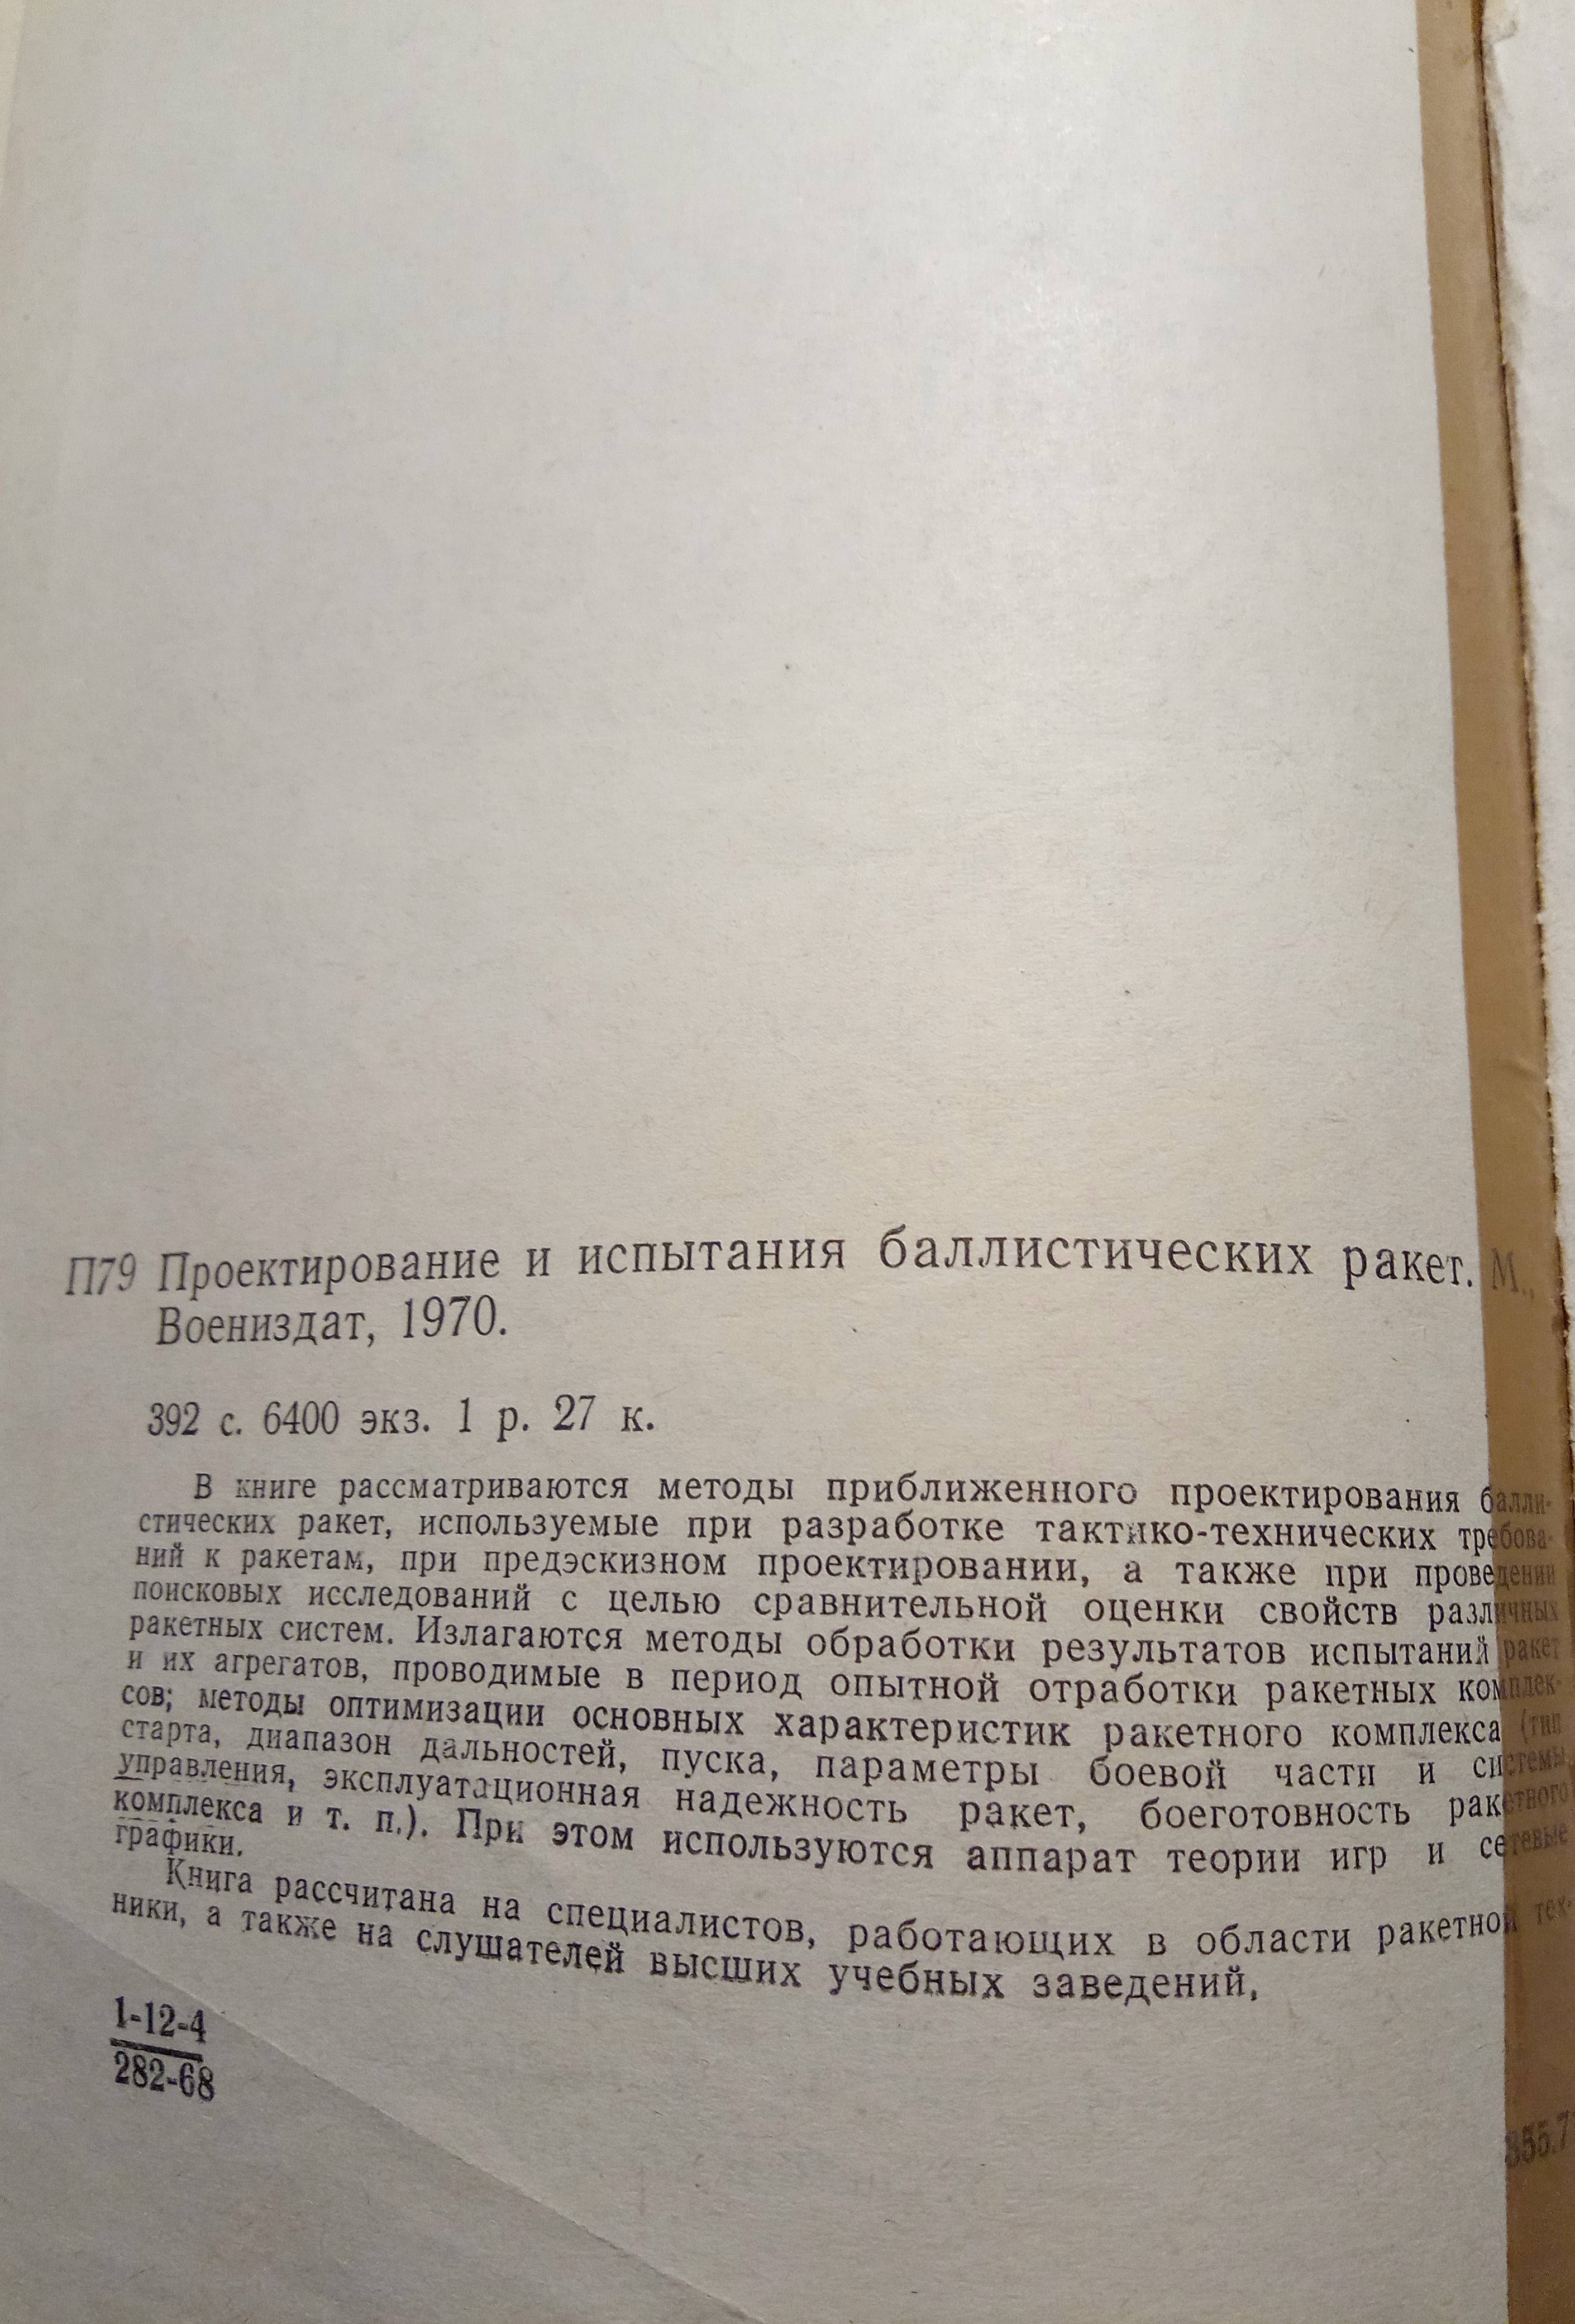 П79 Проектирование и испытания баллистических ракет. М.,
Воениздат, 1970.
392 с. 6400 экз. 1 р. 27 к.
В книге рассматриваются методы приближенного проектирования балли-
стических ракет, используемые при разработке тактико-технических требова-
ний к ракетам, при предэскизном проектировании, а также при проведении
поисковых исследований с целью сравнительной оценки свойств различных
ракетных систем. Излагаются методы обработки результатов испытаний ракет
и их агрегатов, проводимые в период опытной отработки ракетных комплек-
сов; методы оптимизации основных характеристик ракетного комплекса (тип
старта, диапазон дальностей, пуска, параметры боевой части и системы
управления, эксплуатационная надежность ракет, боеготовность ракетного
комплекса и т. п.). При этом используются аппарат теории игр и сетевые
графики.
Книга рассчитана на специалистов, работающих в области ракетной тех-
ники, а также на слушателей высших учебных заведений.
1-12-4
282-68
355.7